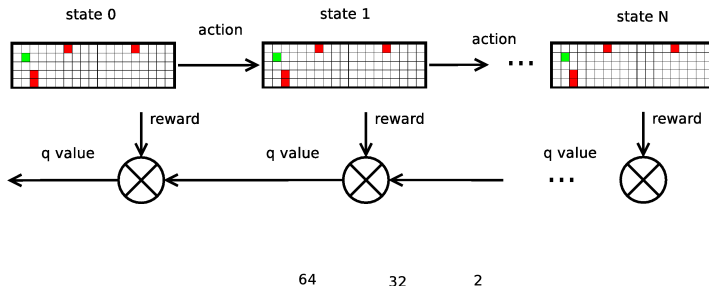 state 0
state 1
state N
action
action
...
reward
reward
reward
q value
q value
q value
...
64
32
2